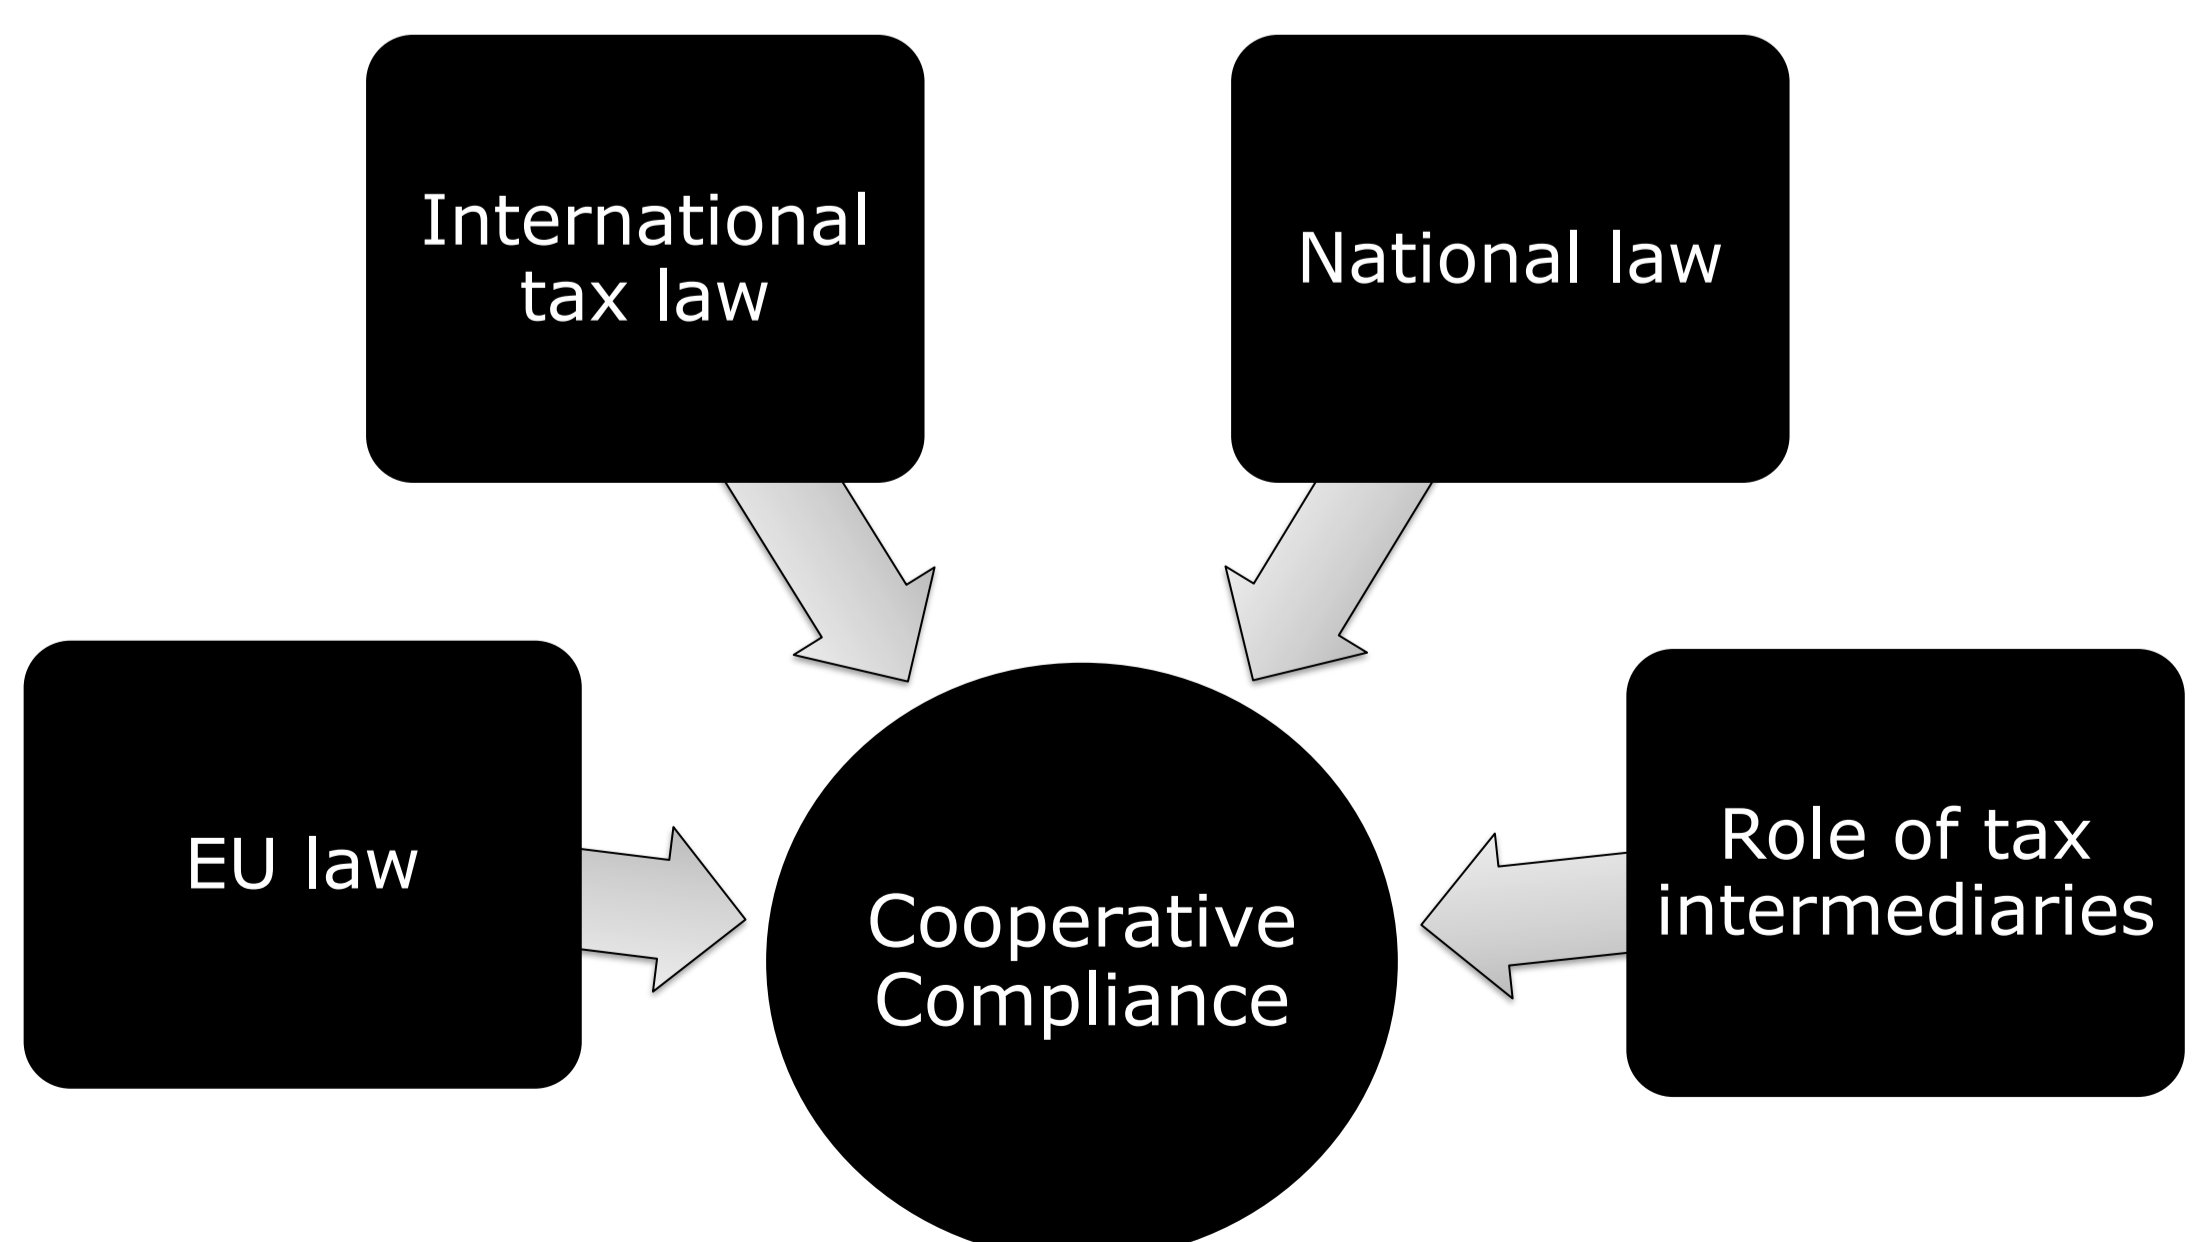 International
tax law
National law
EU law
Cooperative
Compliance
Role of tax
intermediaries